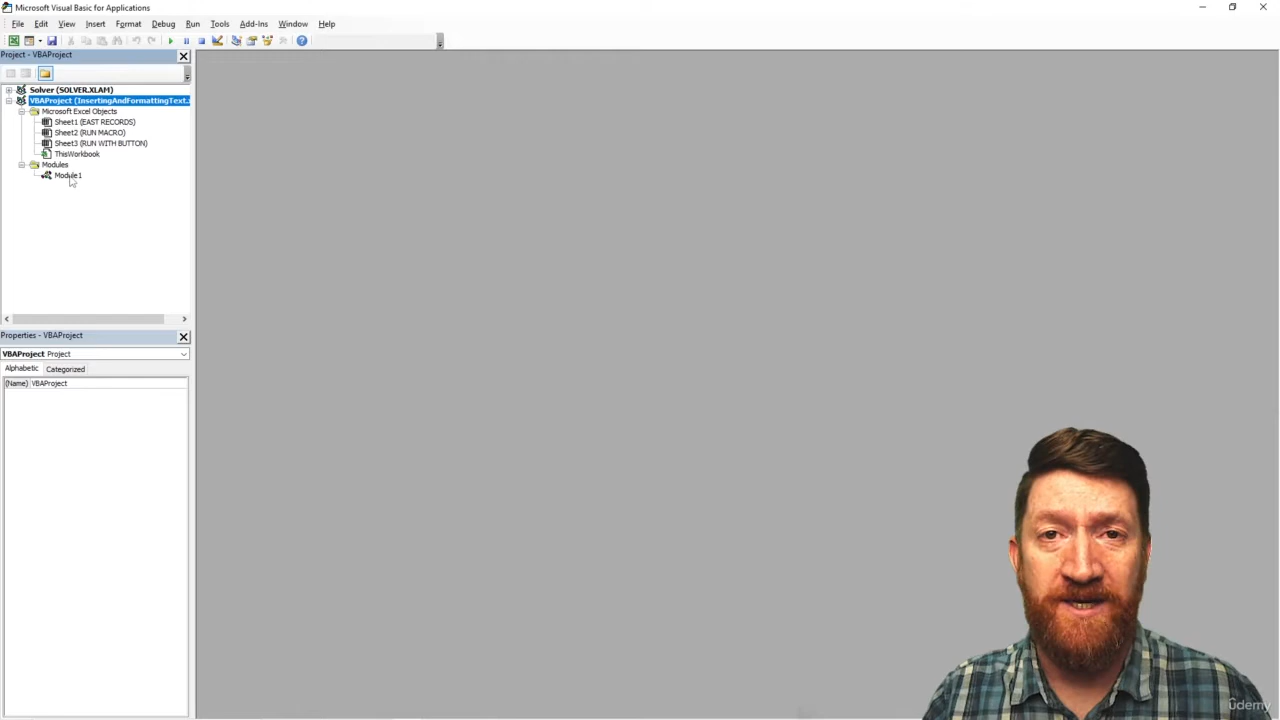 Microsoft Visual Basic for Applications
File Edit View Insert Format Debug Run Tools Add-Ins Window Help
Project - VBAProject
Solver (SOLVER.XLAM)
VBAProject (InsertingAndFormattingText.x
Microsoft Excel Objects
Sheet1 (EAST RECORDS)
Sheet2 (RUN MACRO)
Sheet3 (RUN WITH BUTTON)
ThisWorkbook
Modules
Module1
Properties - VBAProject
VBAProject Project
Alphabetic Categorized
(Name) VBAProject
ûdemy